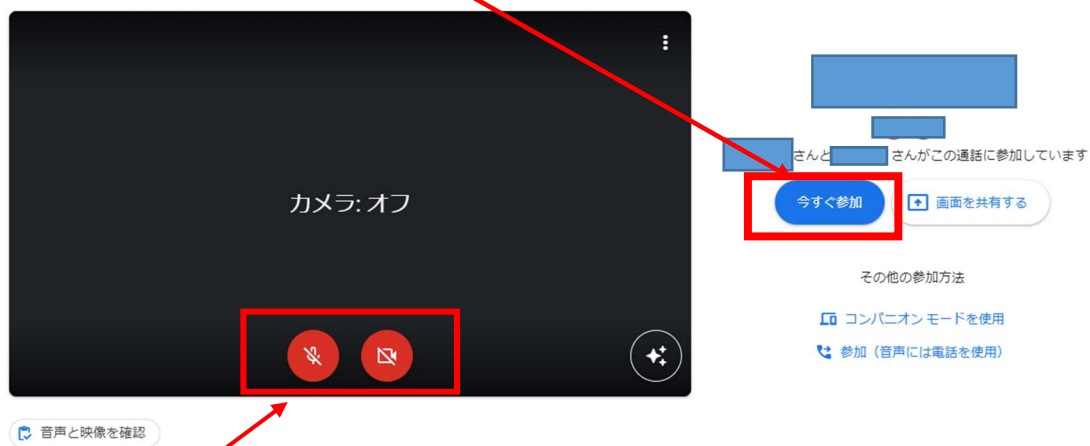 カメラ: オフ
音声と映像を確認
さんと さんがこの通話に参加しています
今すぐ参加
画面を共有する
その他の参加方法
コンパニオン モードを使用
参加（音声には電話を使用）